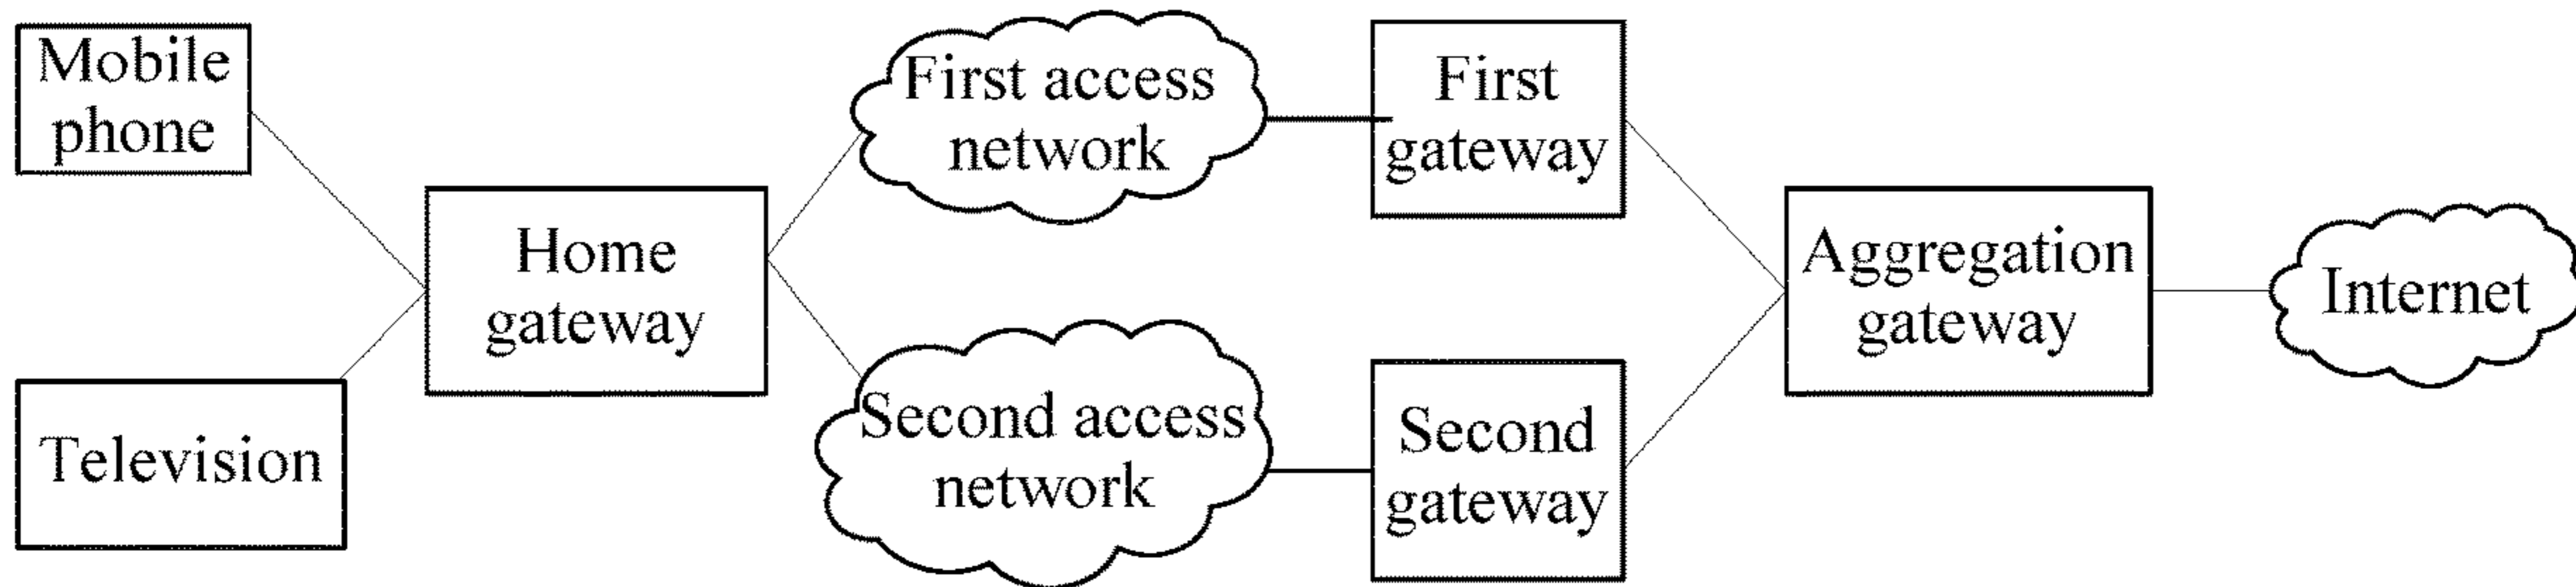 Mobile
phone
Television
Home
gateway
First access
network
Second access
network
First
gateway
Second
gateway
Aggregation
gateway
Internet